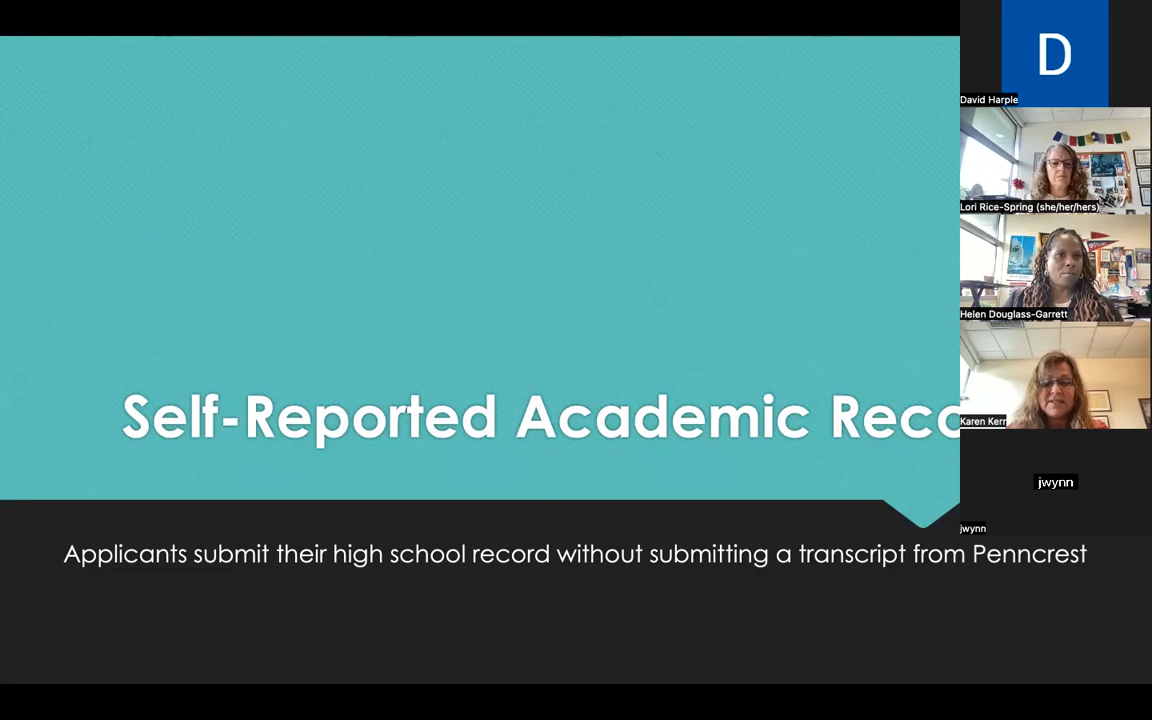 Self-Reported Academic Reco
Applicants submit their high school record without submitting a transcript from Penncrest
D
David Harple
Lori Rice-Spring (she/her/hers)
Helen Douglass-Garrett
Karen Kerr
jwynn
jwynn